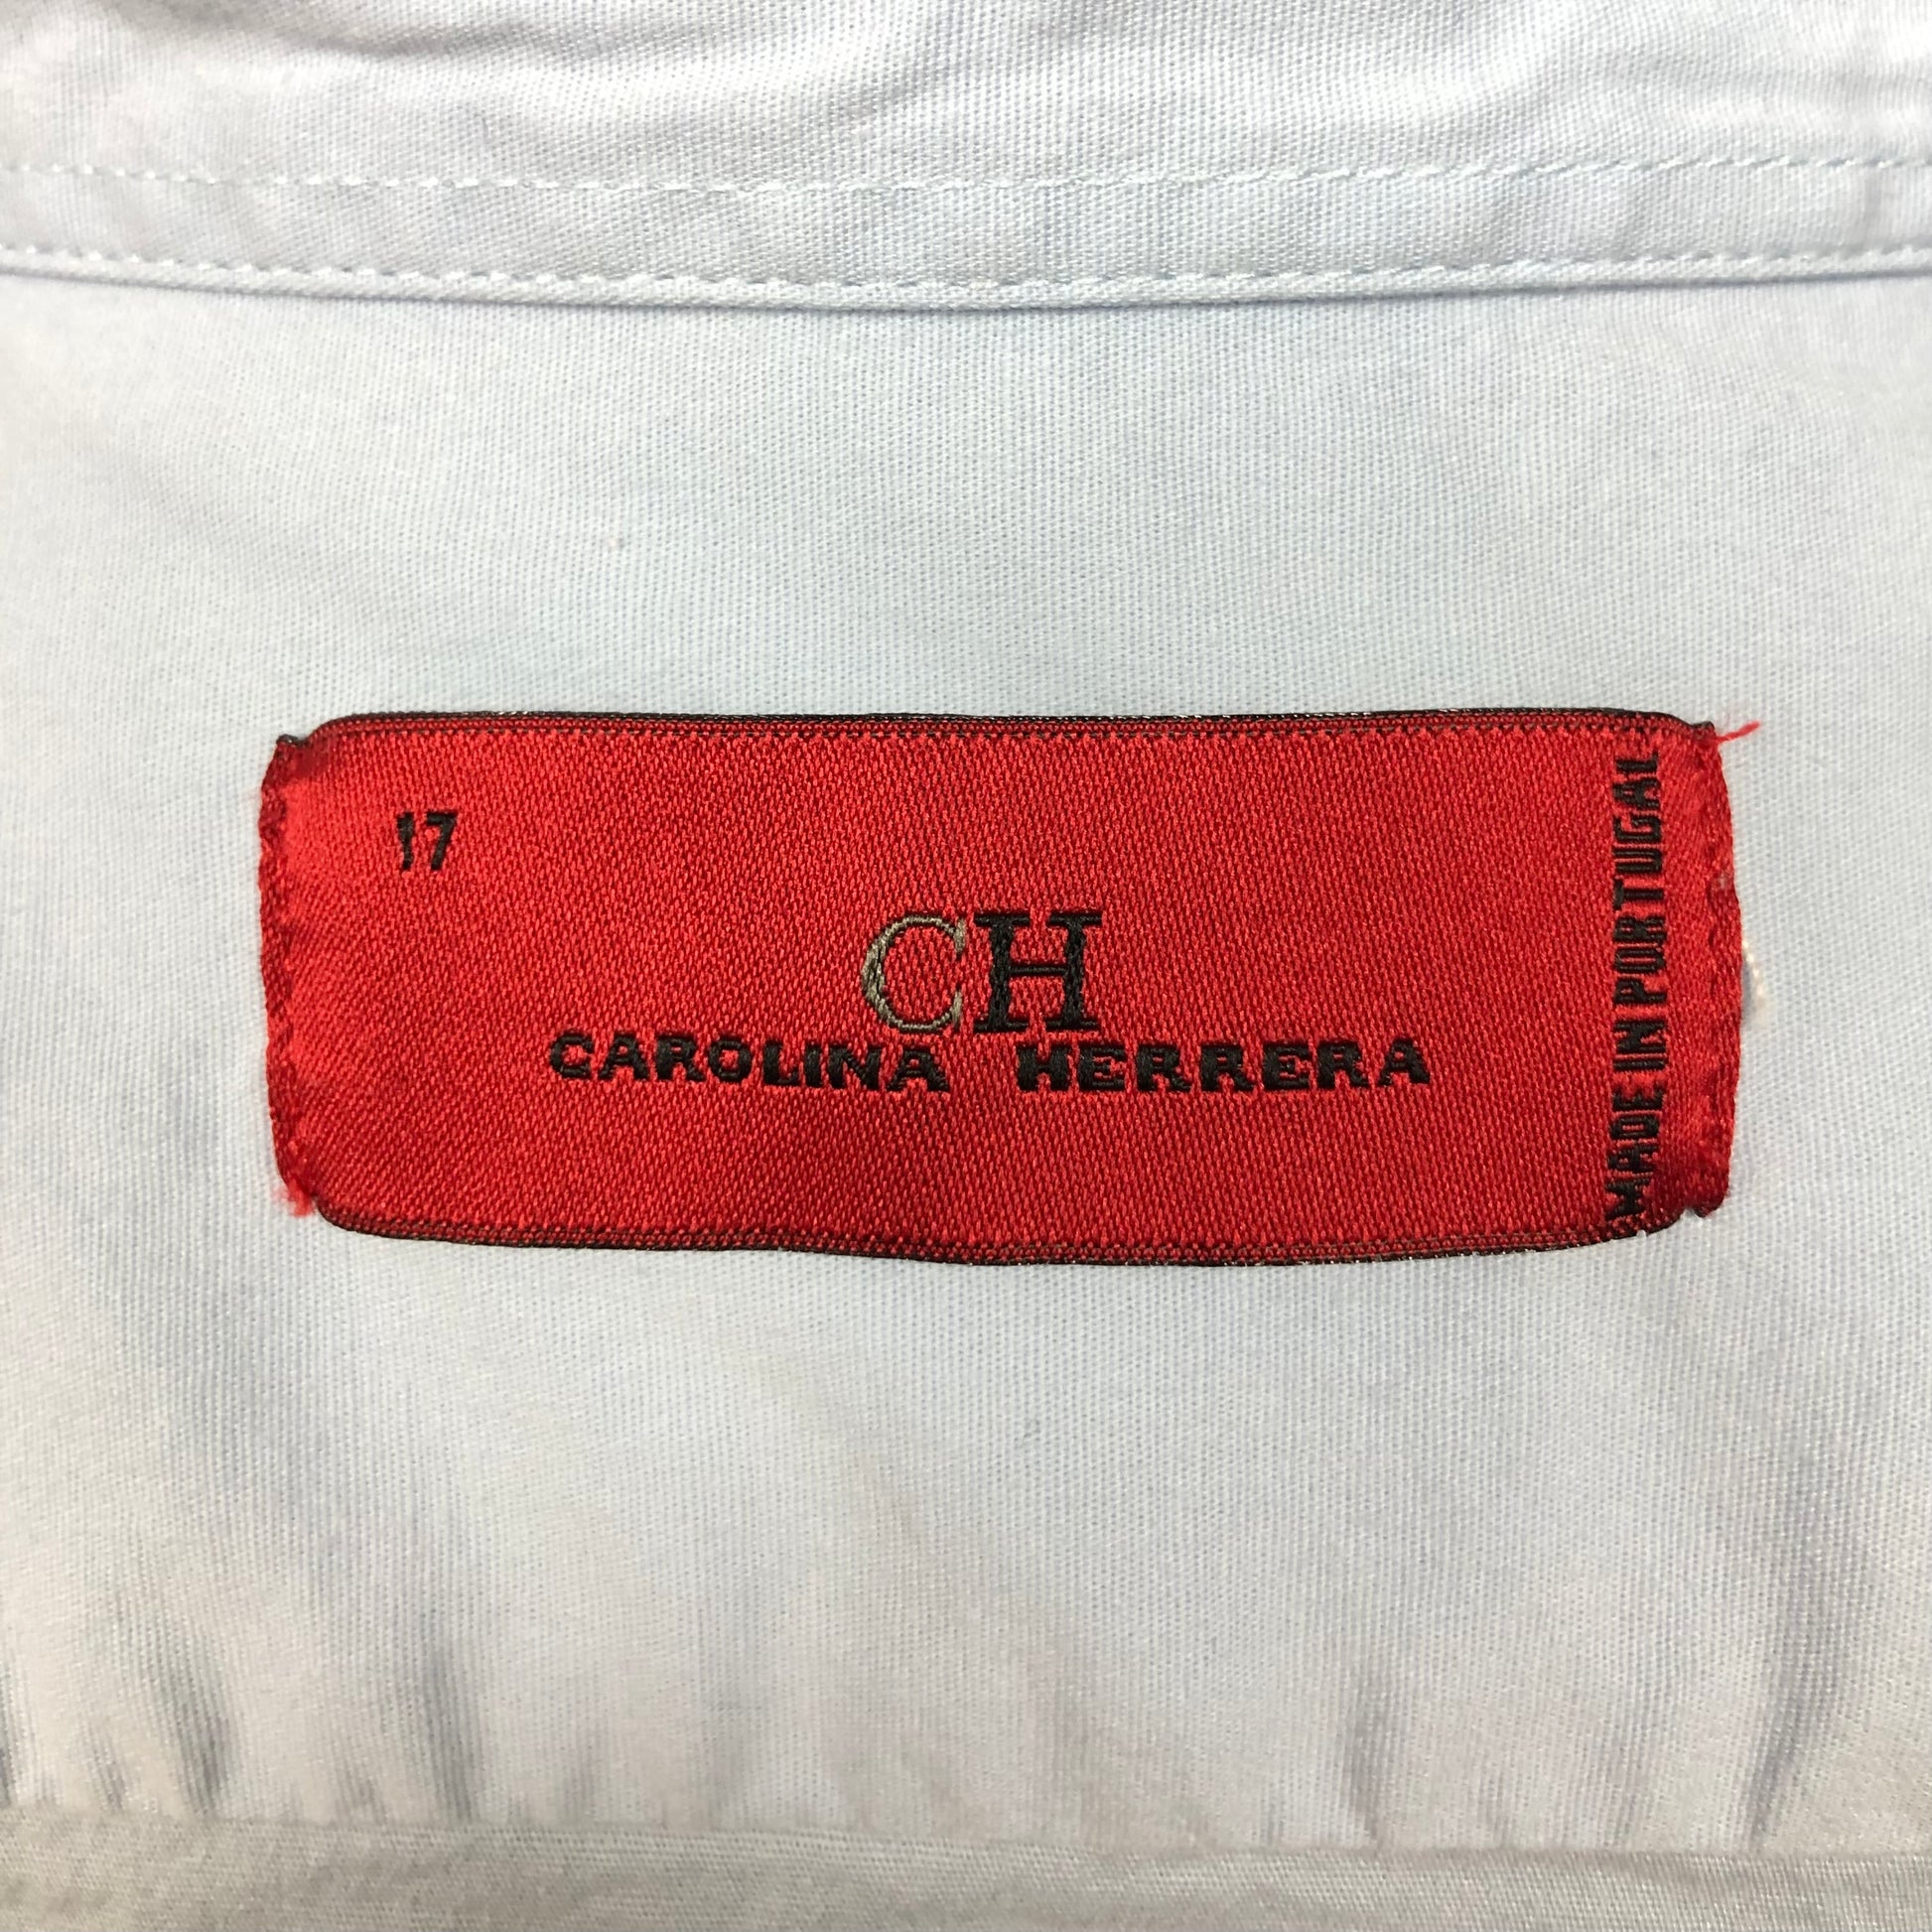 17
CH
CAROLINA HERRERA
MADE IN PORTUGAL